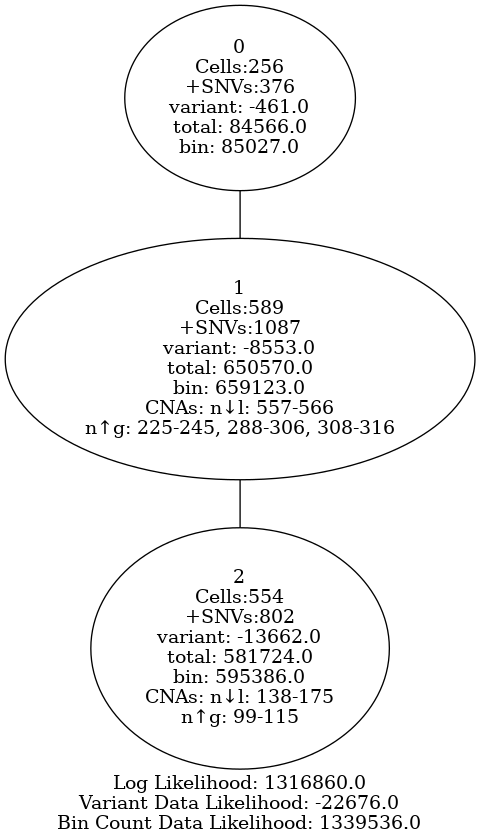 0
Cells:256
+SNVs:376
variant: -461.0
total: 84566.0
bin: 85027.0
1
Cells:589
+SNVs:1087
variant: -8553.0
total: 650570.0
bin: 659123.0
CNAs: n↓l: 557-566
n↑g: 225-245, 288-306, 308-316
2
Cells:554
+SNVs:802
variant: -13662.0
total: 581724.0
bin: 595386.0
CNAs: n↓l: 138-175
n↑g: 99-115
Log Likelihood: 1316860.0
Variant Data Likelihood: -22676.0
Bin Count Data Likelihood: 1339536.0